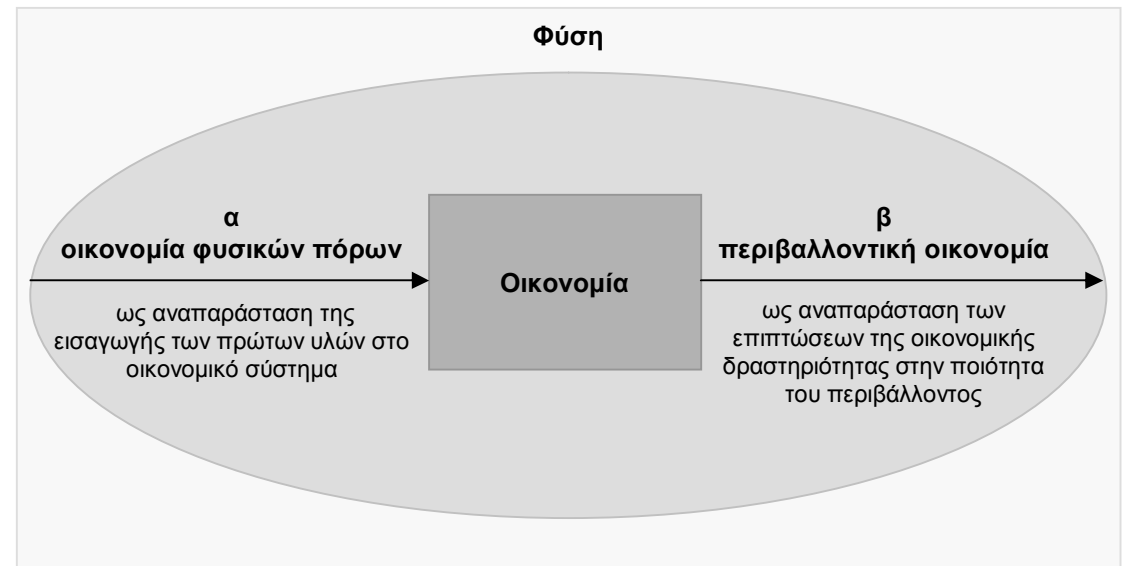 Φύση
α
οικονομία φυσικών πόρων
ως αναπαράσταση της
εισαγωγής των πρώτων υλών στο
οικονομικό σύστημα
Οικονομία
β
περιβαλλοντική οικονομία
ως αναπαράσταση των
επιπτώσεων της οικονομικής
δραστηριότητας στην ποιότητα
του περιβάλλοντος